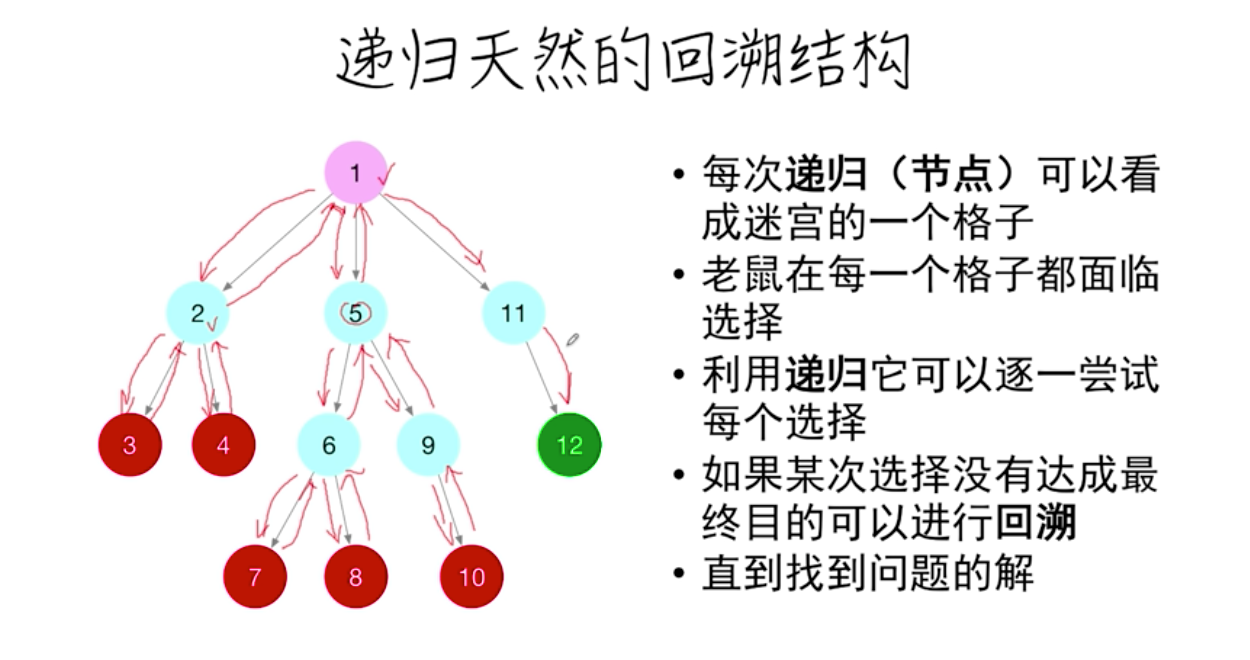 递归天然的回溯结构
1
2
5
11
3
4
6
9
12
7
8
10
• 每次递归（节点）可以看
成迷宫的一个格子
• 老鼠在每一个格子都面临
选择
• 利用递归它可以逐一尝试
每个选择
• 如果某次选择没有达成最
终目的可以进行回溯
• 直到找到问题的解